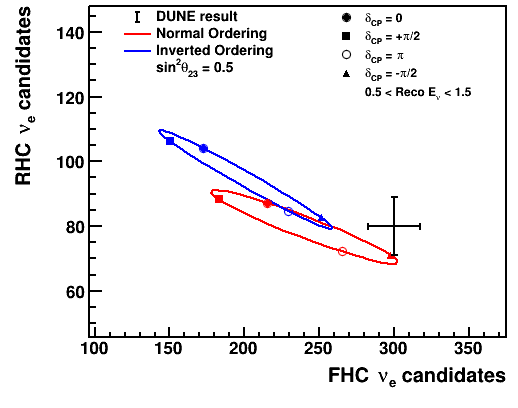 DUNE result
Normal Ordering
Inverted Ordering
sin²θ₂₃ = 0.5
δCP = 0
δCP = +π/2
δCP = π
δCP = -π/2
0.5 < Reco Eν < 1.5
RHC νe candidates
140
120
100
80
60
100 150 200 250 300 350
FHC νe candidates